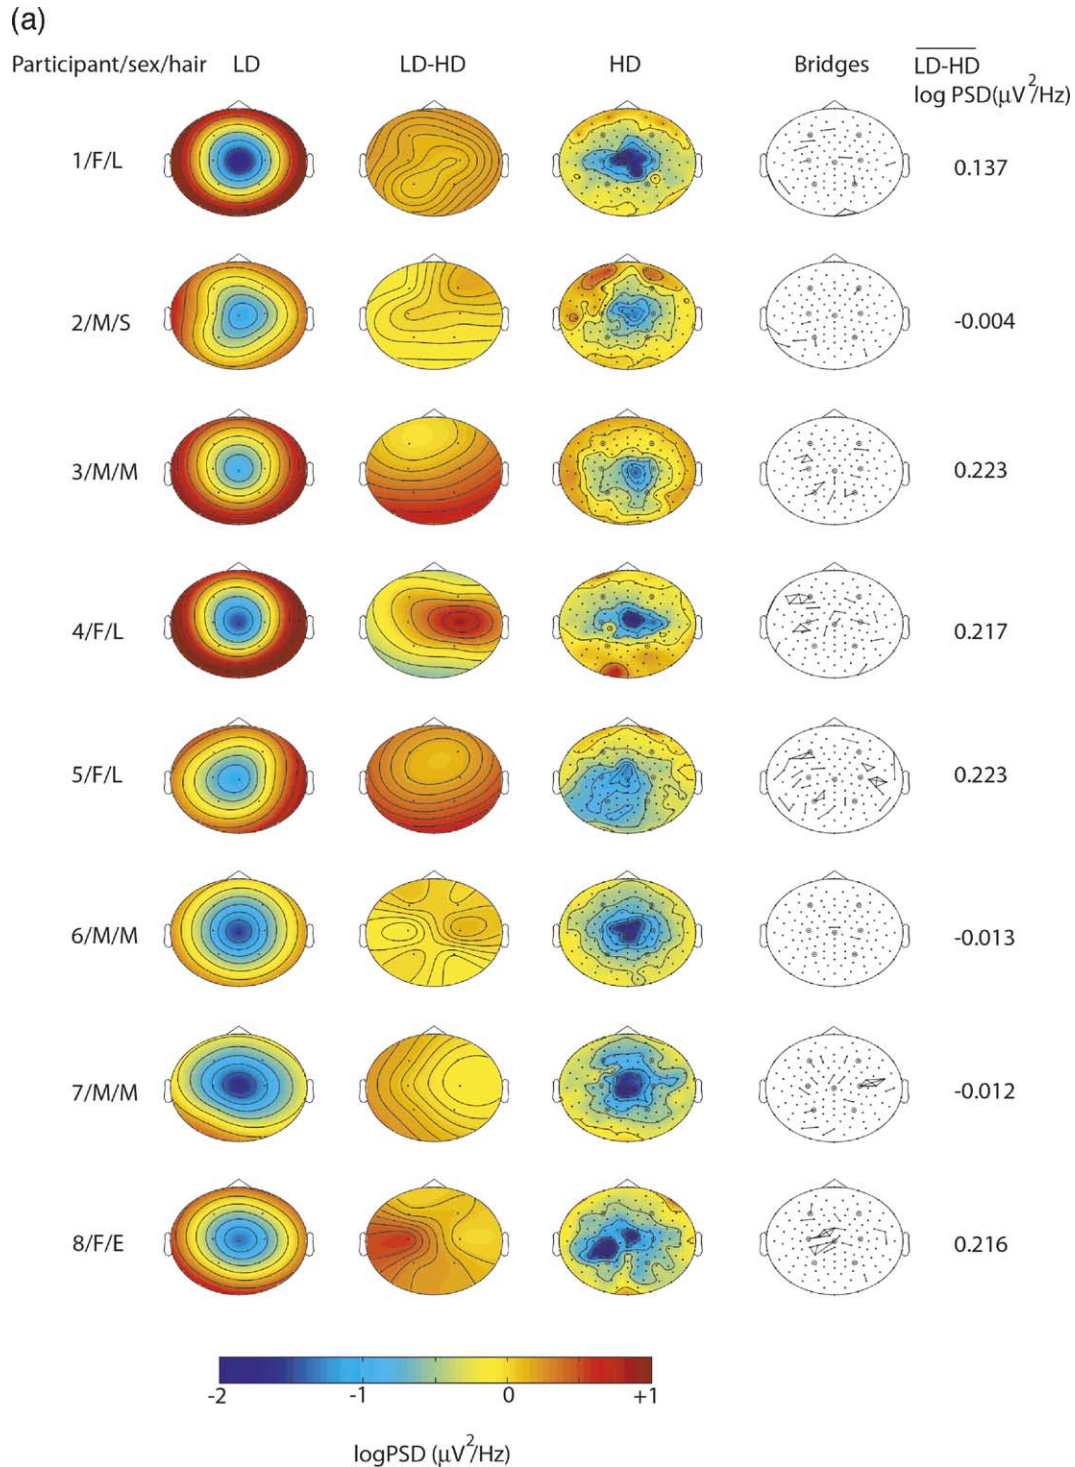 (a)
Participant/sex/hair LD LD-HD HD Bridges LD-HD
log PSD(μV²/Hz)
1/F/L 0.137
2/M/S -0.004
3/M/M 0.223
4/F/L 0.217
5/F/L 0.223
6/M/M -0.013
7/M/M -0.012
8/F/E 0.216
-2 -1 0 +1
logPSD (μV²/Hz)